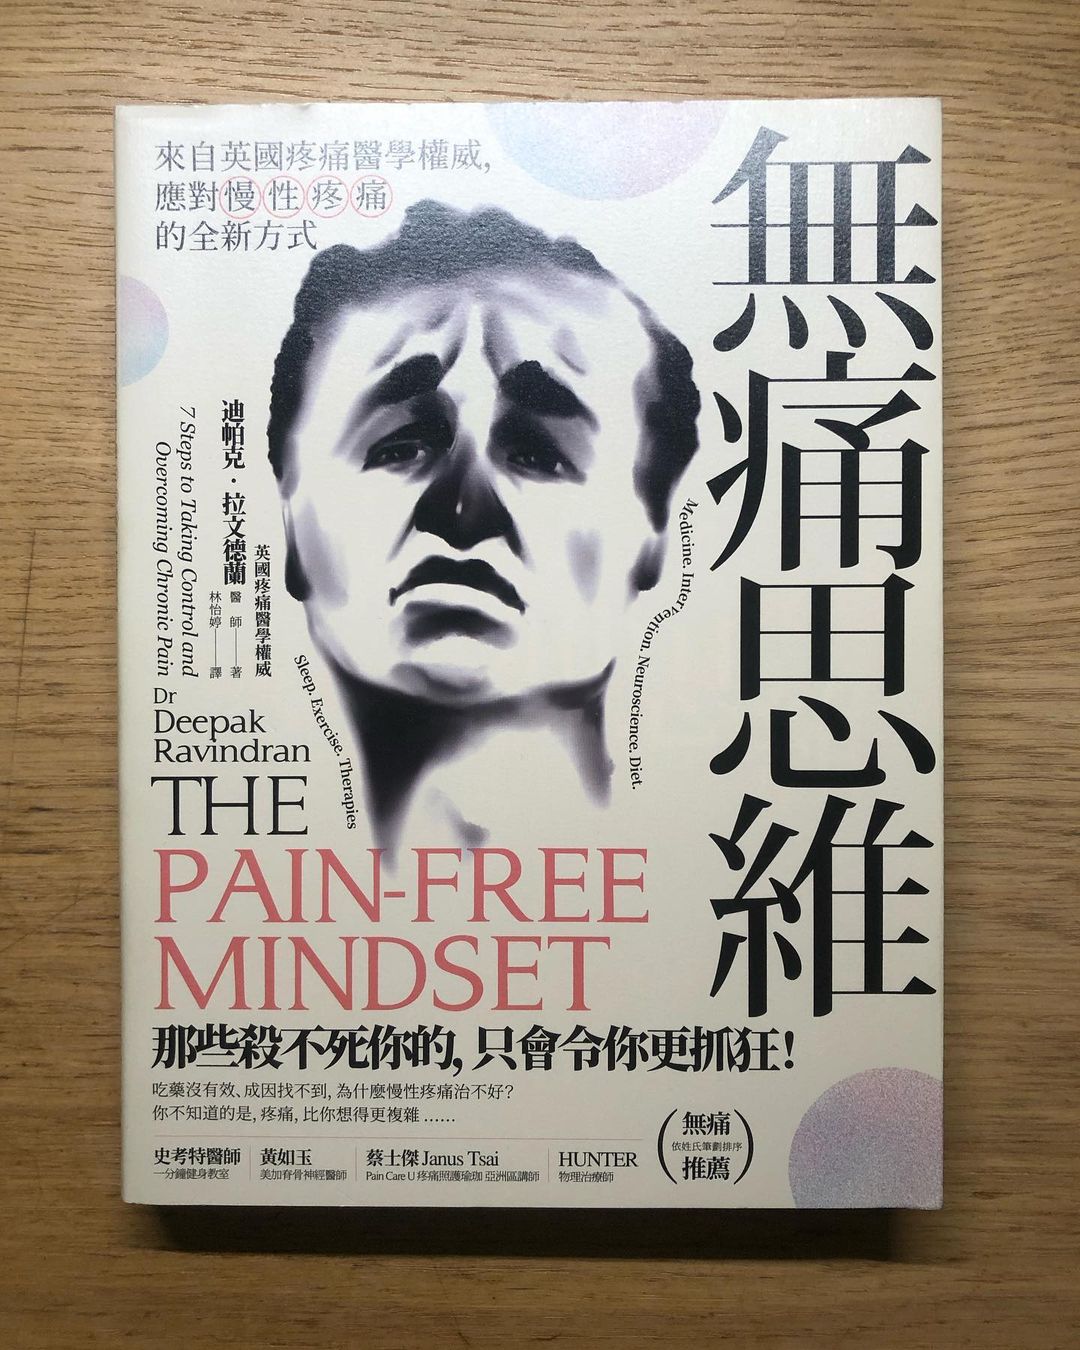 來自英國疼痛醫學權威,
應對慢性疼痛
的全新方式
無痛思維
英國疼痛醫學權威
迪帕克・拉文德蘭 醫師——著
林怡婷——譯
7 Steps to Taking Control and
Overcoming Chronic Pain
Medicine. Intervention. Neuroscience. Diet.
Sleep. Exercise. Therapies
Dr
Deepak
Ravindran
THE
PAIN-FREE
MINDSET
那些殺不死你的, 只會令你更抓狂!
吃藥沒有效、成因找不到, 為什麼慢性疼痛治不好?
你不知道的是, 疼痛, 比你想得更複雜 ......
史考特醫師
一分鐘健身教室
黃如玉
美加脊骨神經醫師
蔡士傑 Janus Tsai
Pain Care U 疼痛照護瑜珈 亞洲區講師
HUNTER
物理治療師
無痛
依姓氏筆劃排序
推薦